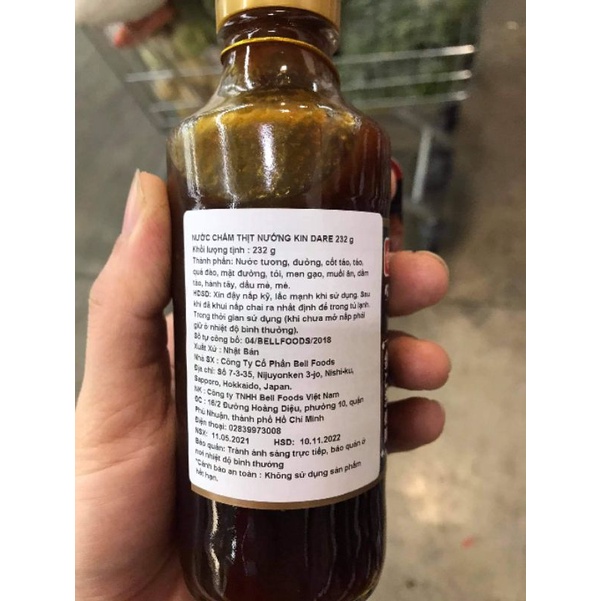 NƯỚC CHẤM THỊT NƯỚNG KIN DARE 232 g
Khối lượng tịnh : 232 g
Thành phần: Nước tương, đường, cốt táo, táo,
quả đào, mật đường, tỏi, men gạo, muối ăn, dấm
táo, hành tây, dầu mè, mè.
HDSD: Xin đậy nắp kỹ, lắc mạnh khi sử dụng. Sau
khi đã khui nắp chai ra nhất định để trong tủ lạnh.
Trong thời gian sử dụng (khi chưa mở nắp phải
giữ ở nhiệt độ bình thường).
Số tự công bố: 04/BELLFOODS/2018
Xuất Xứ : Nhật Bản
Nhà SX : Công Ty Cổ Phần Bell Foods
Địa chỉ: Số 7-3-35, Nijuyonken 3-jo, Nishi-ku,
Sapporo, Hokkaido, Japan.
NK : Công ty TNHH Bell Foods Việt Nam
ĐC : 16/2 Đường Hoàng Diệu, phường 10, quận
Phú Nhuận, thành phố Hồ Chí Minh
Điện thoại: 02839973008
NSX: 11.05.2021 HSD: 10.11.2022
Bảo quản: Tránh ánh sáng trực tiếp, bảo quản ở
nơi nhiệt độ bình thường
*Cảnh báo an toàn : Không sử dụng sản phẩm
hết hạn.